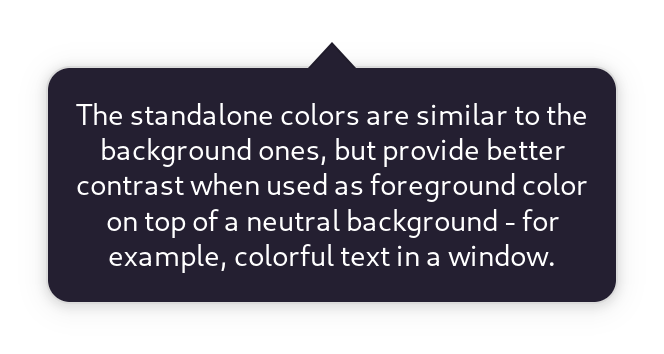 The standalone colors are similar to the
background ones, but provide better
contrast when used as foreground color
on top of a neutral background - for
example, colorful text in a window.